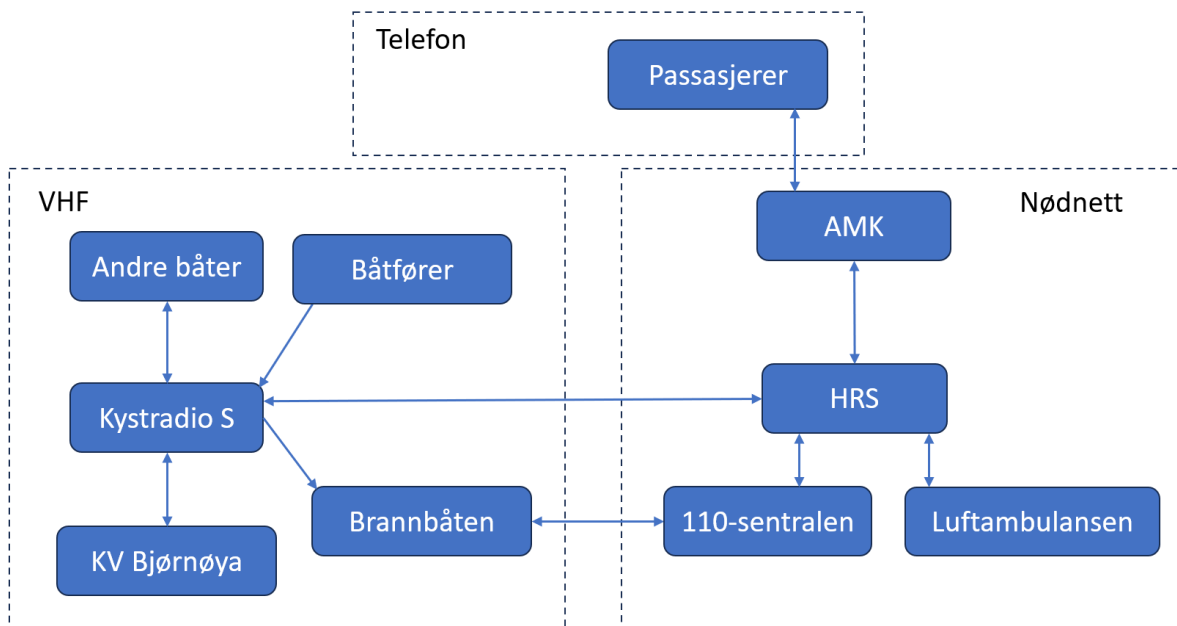 Telefon
Passasjerer
VHF
Nødnett
AMK
Andre båter
Båtfører
Kystradio S
HRS
Brannbåten
110-sentralen
Luftambulansen
KV Bjørnøya